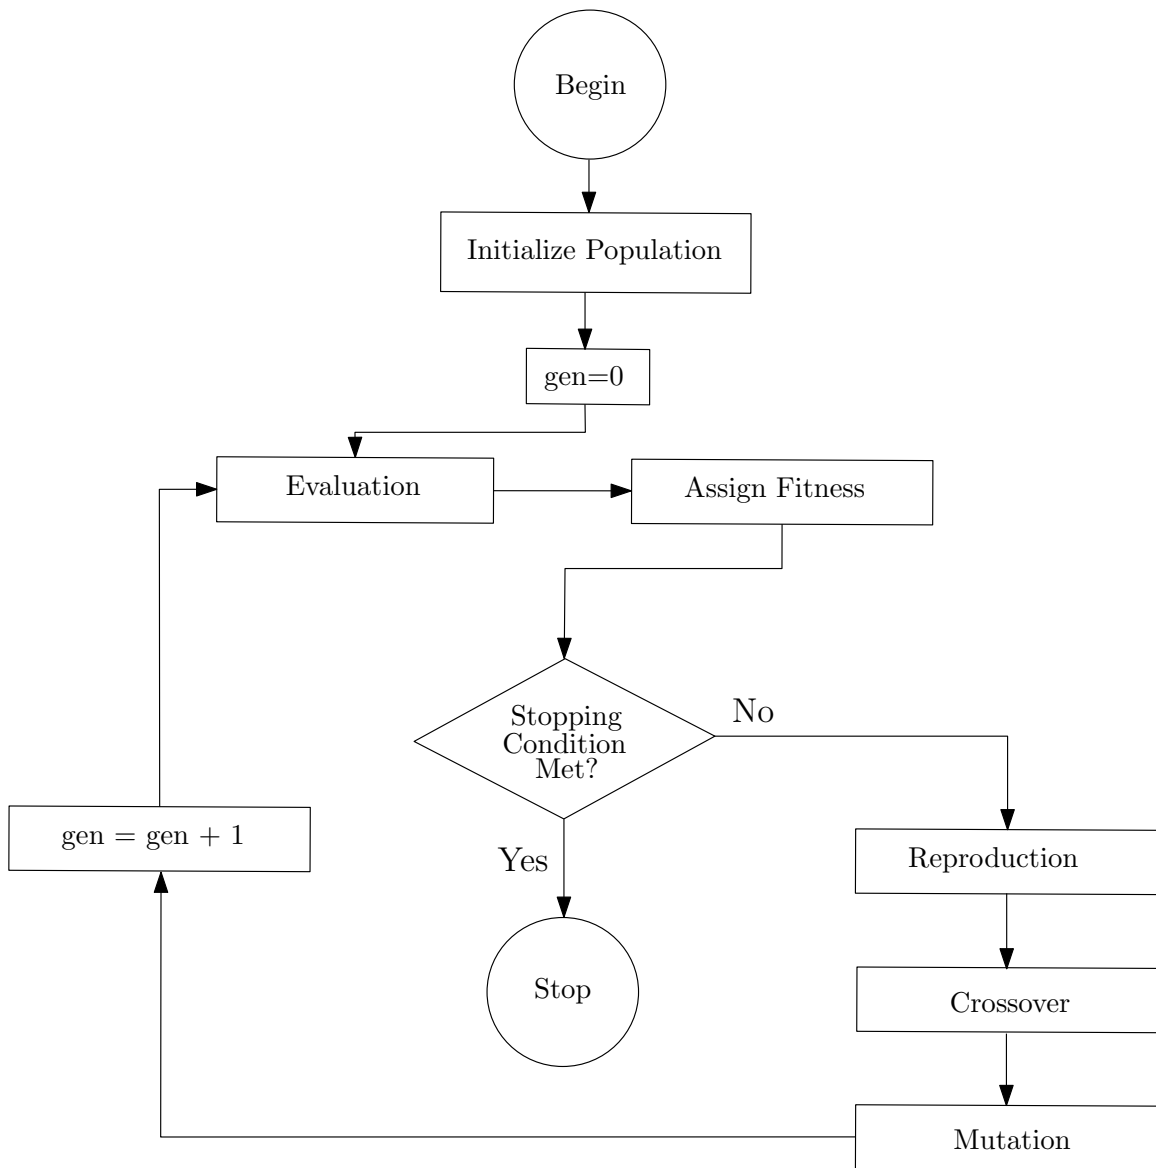 Begin
Initialize Population
gen=0
Evaluation
Assign Fitness
Stopping
Condition
Met?
No
Yes
gen = gen + 1
Reproduction
Stop
Crossover
Mutation